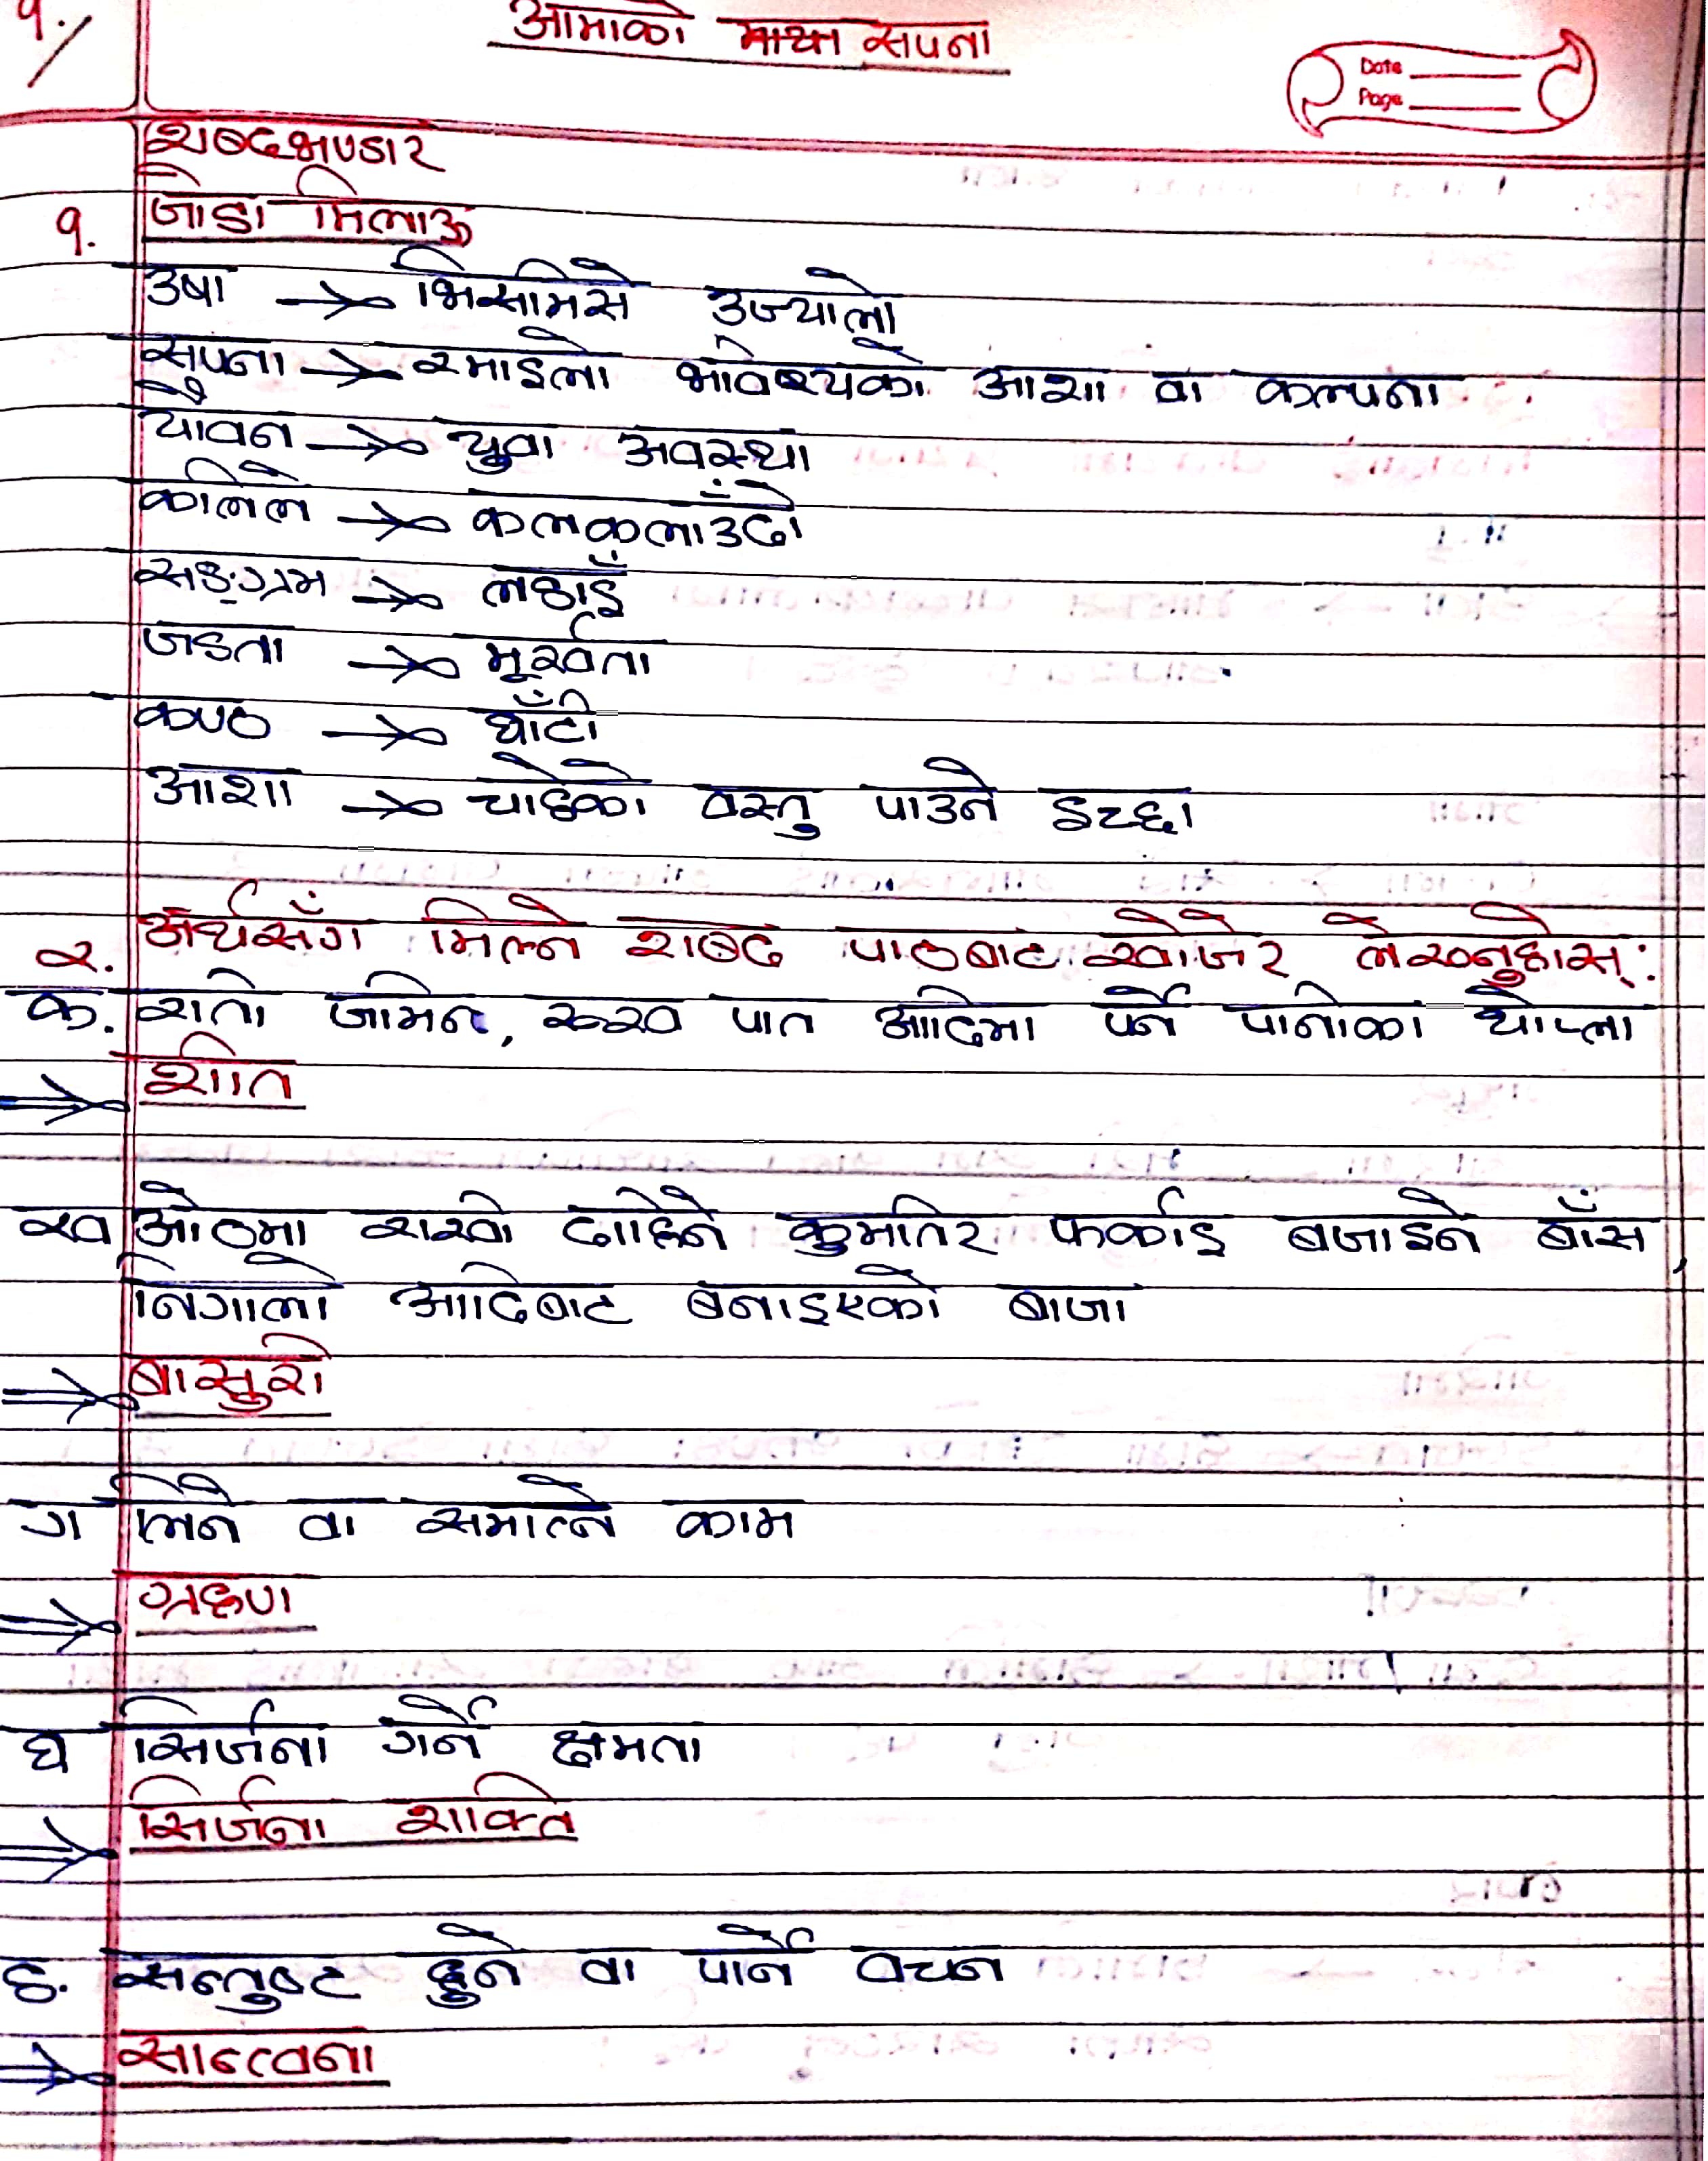 १./
आमाको सपना
Date
Page
शब्दभण्डार
१. जोडा मिलाऊ
उषा → मिसमिसे उज्यालो
सपना → रमाइलो भविष्यको आशा वा कल्पना
यौवन → युवा अवस्था
कलिलो → कलकलाउँदो
सङ्ग्राम → लडाइँ
जडता → मूर्खता
कण्ठ → घाँटी
आशा → चाहेको वस्तु पाउने इच्छा
२. अर्थसँग मिल्ने शब्द पाठबाट खोजेर लेख्नुहोस् :
क. राती जमिन, रूख पात आदिमा पर्ने पानीका थोप्ला
⇒ शीत
ख ओठमा राखी दाहिने कुमतिर फर्काई बजाइने बाँस,
निगालो आदिबाट बनाइएको बाजा
⇒ बासुरी
ग लिने वा समात्ने काम
⇒ ग्रहण
घ सिर्जना गर्ने क्षमता
⇒ सिर्जना शक्ति
ङ. सन्तुष्ट हुने वा पार्ने वचन
⇒ सान्त्वना